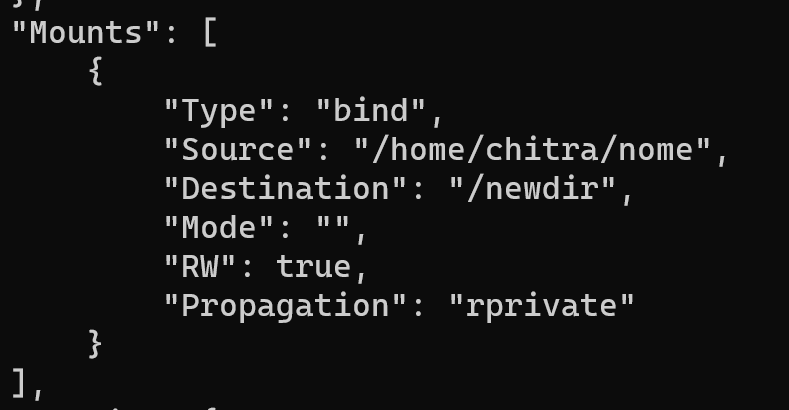 "Mounts": [
{
"Type": "bind",
"Source": "/home/chitra/nome",
"Destination": "/newdir",
"Mode": "",
"RW": true,
"Propagation": "rprivate"
}
],